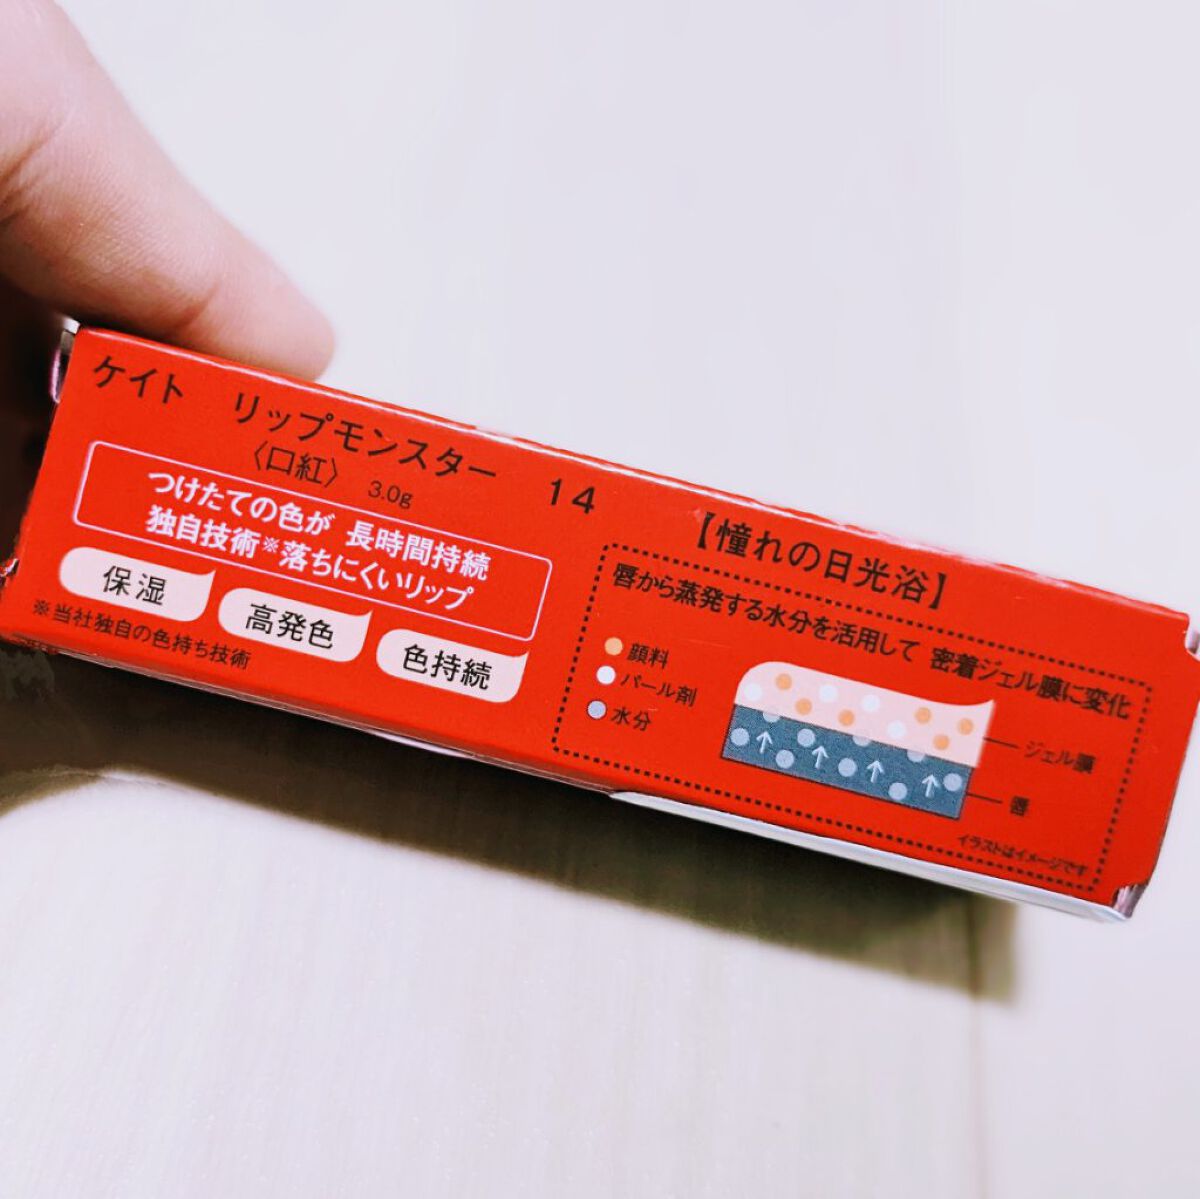 ケイト リップモンスター 14 【憧れの日光浴】
〈口紅〉 3.0g
つけたての色が 長時間持続
独自技術※落ちにくいリップ
保湿
高発色
色持続
※当社独自の色持ち技術
唇から蒸発する水分を活用して 密着ジェル膜に変化
顔料
パール剤
水分
ジェル膜
唇
イラストはイメージです